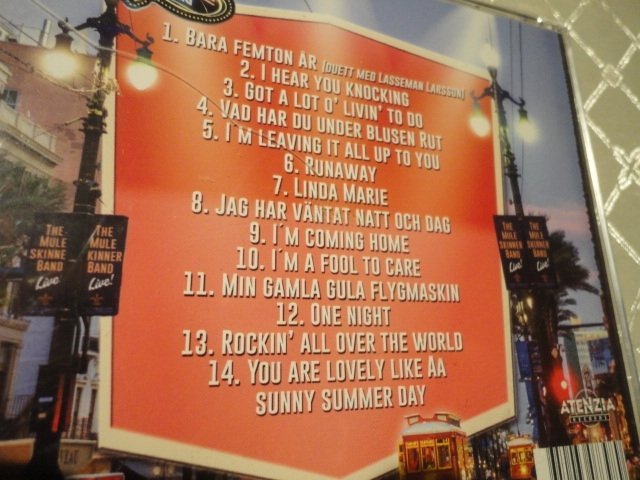 1. BARA FEMTON ÅR (DUETT MED LASSEMAN LARSSON)
2. I HEAR YOU KNOCKING
3. GOT A LOT O' LIVIN' TO DO
4. VAD HAR DU UNDER BLUSEN RUT
5. I'M LEAVING IT ALL UP TO YOU
6. RUNAWAY
7. LINDA MARIE
8. JAG HAR VÄNTAT NATT OCH DAG
9. I´M COMING HOME
10. I´M A FOOL TO CARE
11. MIN GAMLA GULA FLYGMASKIN
12. ONE NIGHT
13. ROCKIN' ALL OVER THE WORLD
14. YOU ARE LOVELY LIKE ÅA
SUNNY SUMMER DAY
THE
MULE
SKINNE
BAND
Live
THE
MULE
KINNER
BAND
Live!
THE
MULE
SKINNER
BAND
Live
THE
MULE
SKINNER
BAND
Live!
ATENZIA
RECORDS